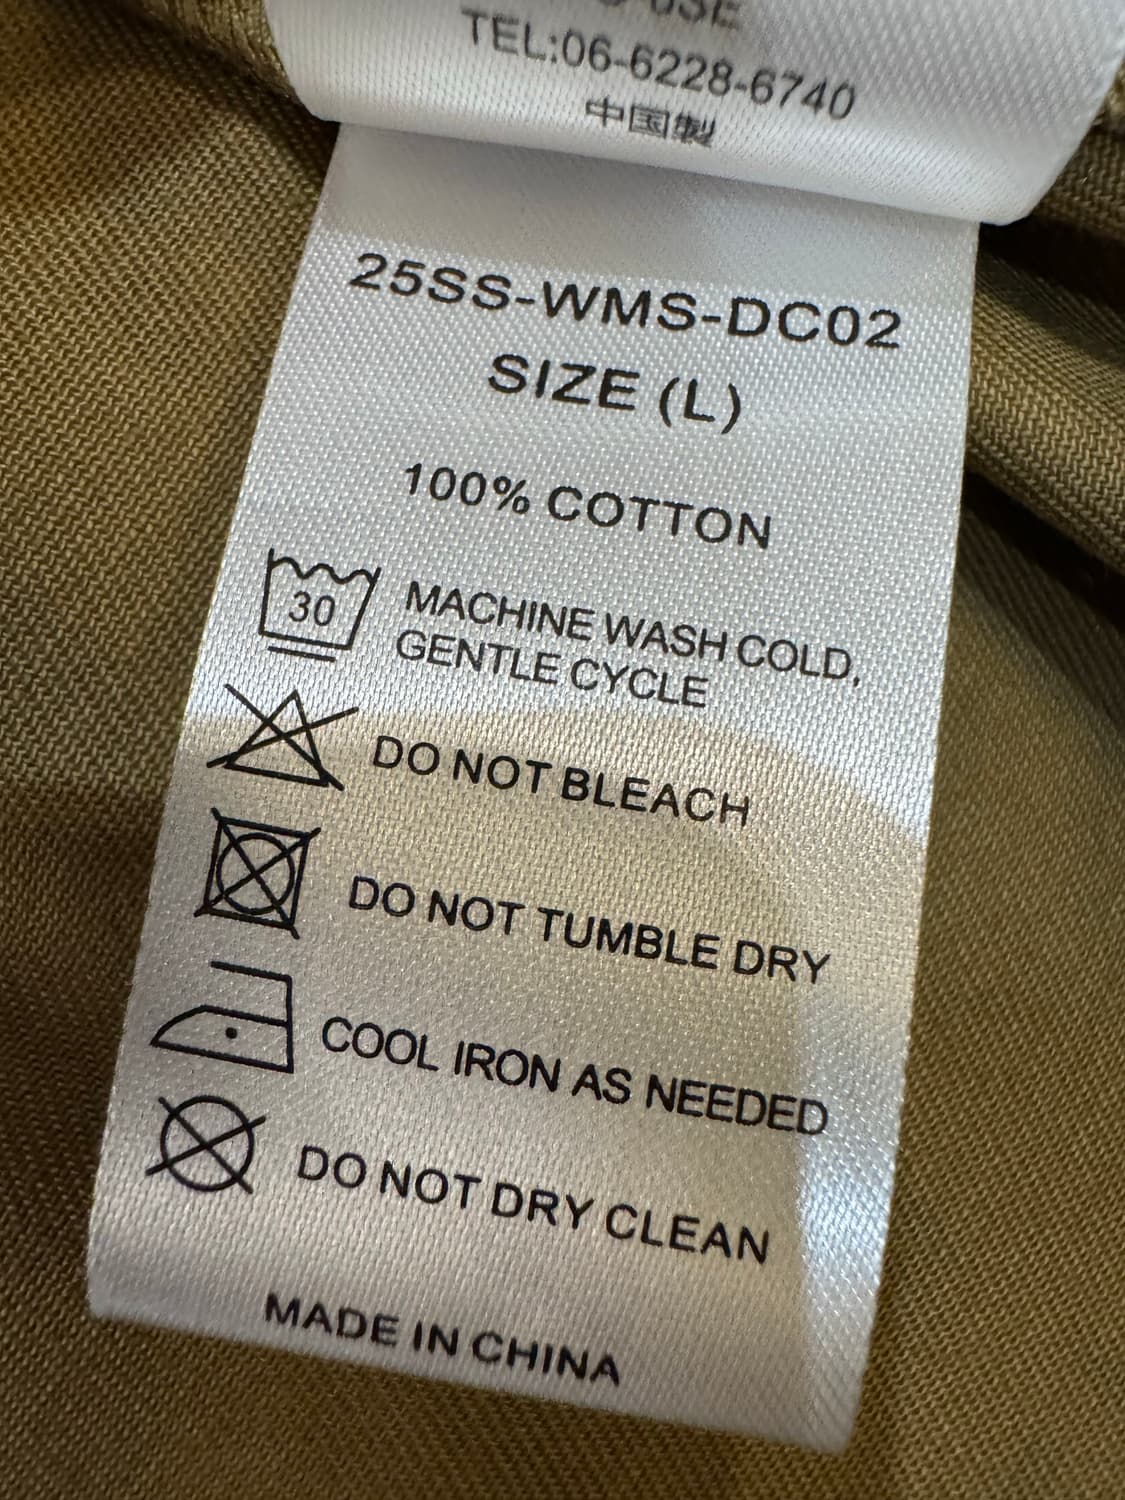 TEL:06-6228-6740
中国製
25SS-WMS-DC02
SIZE (L)
100% COTTON
30
MACHINE WASH COLD,
GENTLE CYCLE
DO NOT BLEACH
DO NOT TUMBLE DRY
COOL IRON AS NEEDED
DO NOT DRY CLEAN
MADE IN CHINA